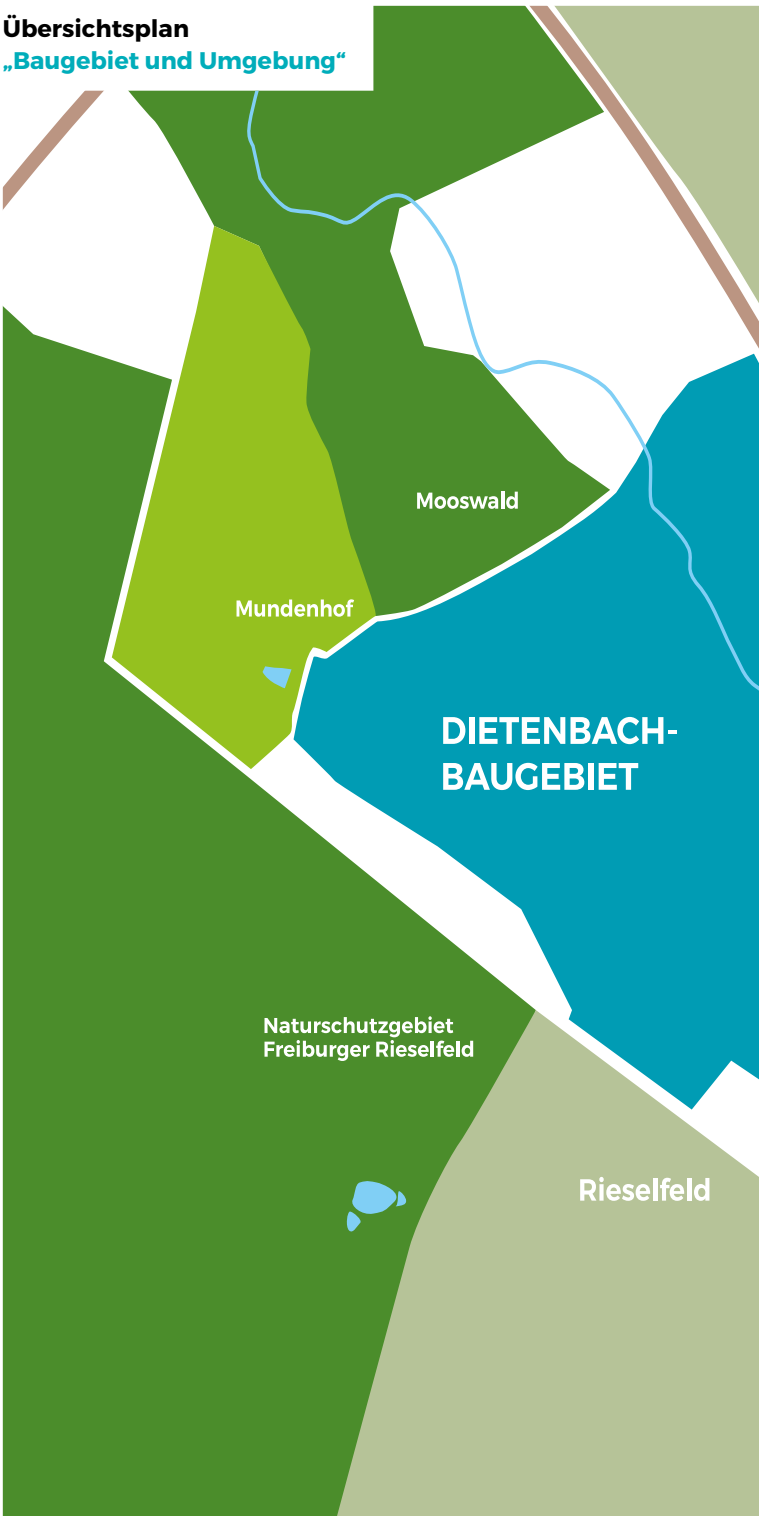 Übersichtsplan
„Baugebiet und Umgebung“
Mooswald
Mundenhof
DIETENBACH-
BAUGEBIET
Naturschutzgebiet
Freiburger Rieselfeld
Rieselfeld